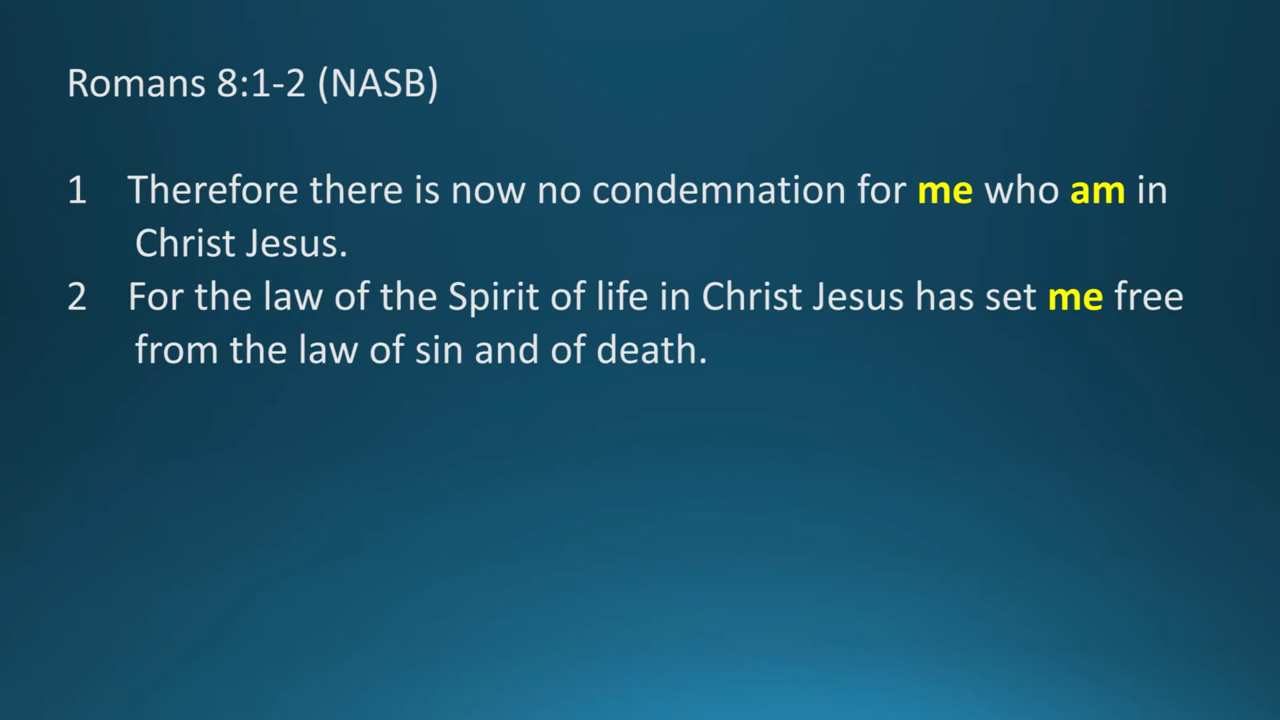 Romans 8:1-2 (NASB)
1 Therefore there is now no condemnation for me who am in
Christ Jesus.
2 For the law of the Spirit of life in Christ Jesus has set me free
from the law of sin and of death.